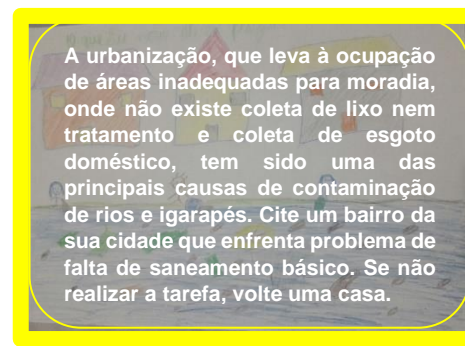 A urbanização, que leva à ocupação
de áreas inadequadas para moradia,
onde não existe coleta de lixo nem
tratamento e coleta de esgoto
doméstico, tem sido uma das
principais causas de contaminação
de rios e igarapés. Cite um bairro da
sua cidade que enfrenta problema de
falta de saneamento básico. Se não
realizar a tarefa, volte uma casa.